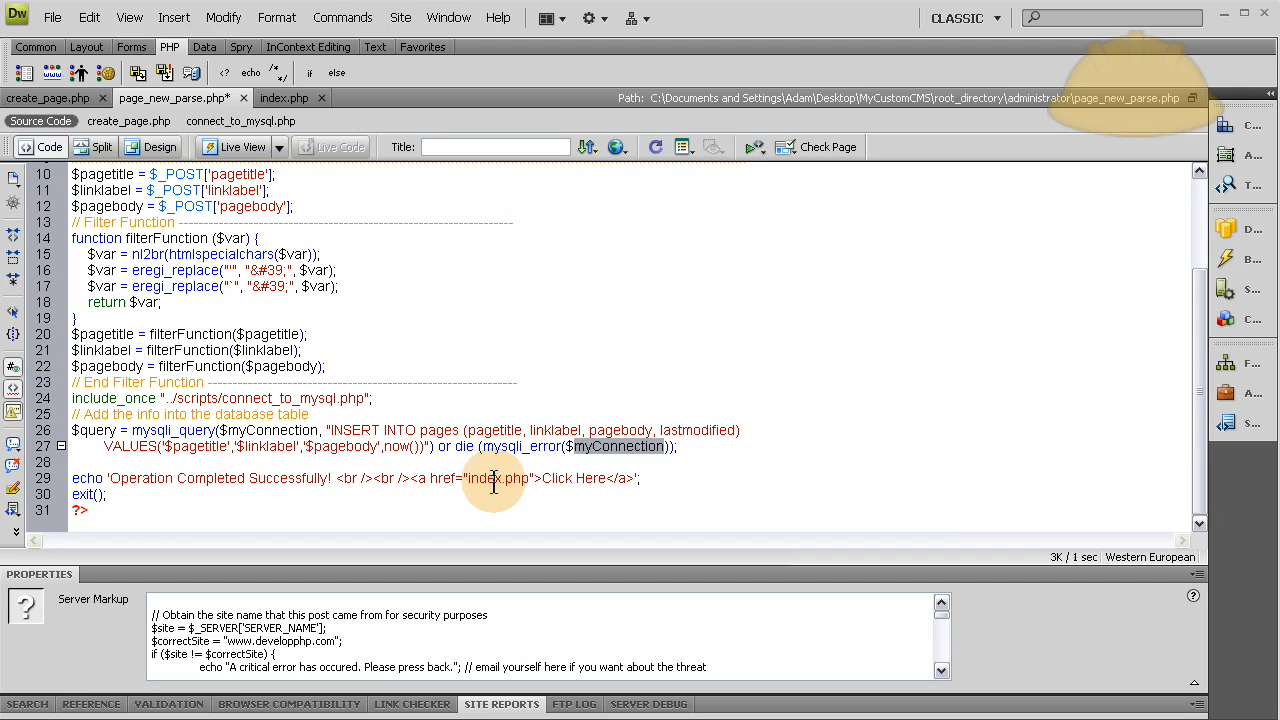 Dw File Edit View Insert Modify Format Commands Site Window Help CLASSIC
Common Layout Forms PHP Data Spry InContext Editing Text Favorites
<? echo /*/ if else
create_page.php page_new_parse.php* index.php Path: C:\Documents and Settings\Adam\Desktop\MyCustomCMS\root_directory\administrator\page_new_parse.php
Source Code create_page.php connect_to_mysql.php
Code Split Design Live View Live Code Title: Check Page
10 $pagetitle = $_POST['pagetitle'];
11 $linklabel = $_POST['linklabel'];
12 $pagebody = $_POST['pagebody'];
13 // Filter Function -------------------------------------------------------------------
14 function filterFunction ($var) {
15 $var = nl2br(htmlspecialchars($var));
16 $var = eregi_replace("'", "&#39;", $var);
17 $var = eregi_replace("`", "&#39;", $var);
18 return $var;
19 }
20 $pagetitle = filterFunction($pagetitle);
21 $linklabel = filterFunction($linklabel);
22 $pagebody = filterFunction($pagebody);
23 // End Filter Function --------------------------------------------------------------
24 include_once "../scripts/connect_to_mysql.php";
25 // Add the info into the database table
26 $query = mysqli_query($myConnection, "INSERT INTO pages (pagetitle, linklabel, pagebody, lastmodified)
27 VALUES('$pagetitle','$linklabel','$pagebody',now())") or die (mysqli_error($myConnection));
28
29 echo 'Operation Completed Successfully! <br /><br /><a href="index.php">Click Here</a>';
30 exit();
31 ?>
3K / 1 sec Western European
PROPERTIES
? Server Markup
// Obtain the site name that this post came from for security purposes
$site = $_SERVER['SERVER_NAME'];
$correctSite = "www.developphp.com";
if ($site != $correctSite) {
echo "A critical error has occured. Please press back."; // email yourself here if you want about the threat
C...
A...
T...
D...
B...
S...
C...
F...
A...
S...
SEARCH REFERENCE VALIDATION BROWSER COMPATIBILITY LINK CHECKER SITE REPORTS FTP LOG SERVER DEBUG